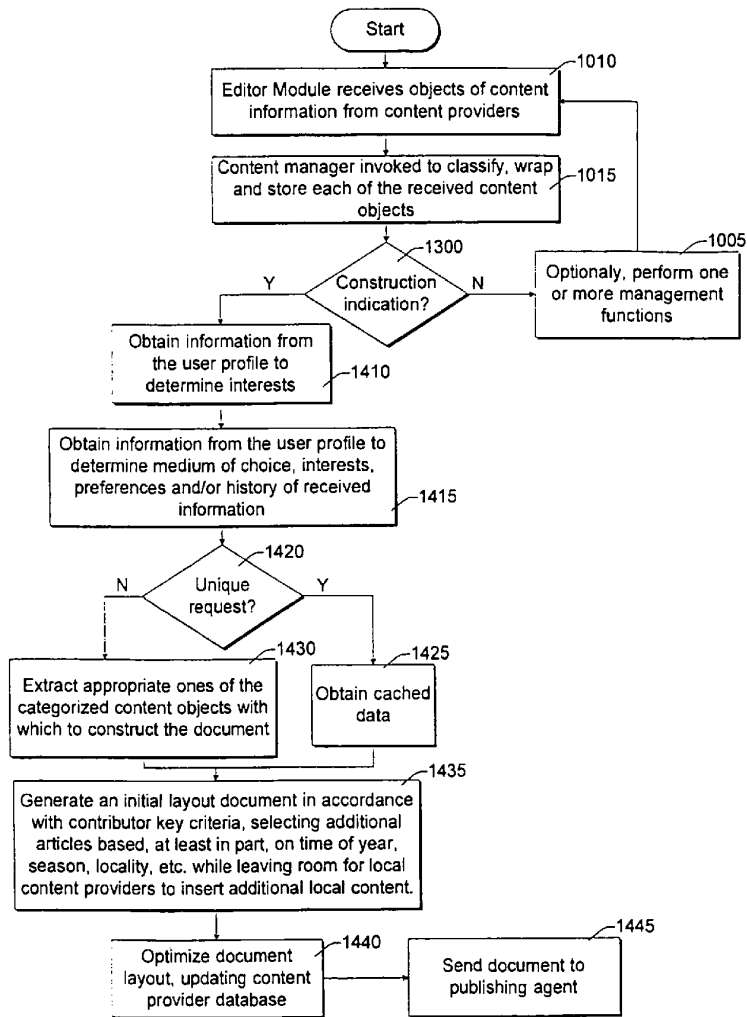 Start
1010
Editor Module receives objects of content
information from content providers
Content manager invoked to classify, wrap
and store each of the received content
objects
1015
1300
Construction
indication?
Y
N
1005
Optionaly, perform one
or more management
functions
Obtain information from
the user profile to
determine interests
1410
Obtain information from the user profile to
determine medium of choice, interests,
preferences and/or history of received
information
1415
1420
Unique
request?
N
Y
1430
Extract appropriate ones of the
categorized content objects with
which to construct the document
1425
Obtain cached
data
1435
Generate an initial layout document in accordance
with contributor key criteria, selecting additional
articles based, at least in part, on time of year,
season, locality, etc. while leaving room for local
content providers to insert additional local content.
Optimize document
layout, updating content
provider database
1440
1445
Send document to
publishing agent